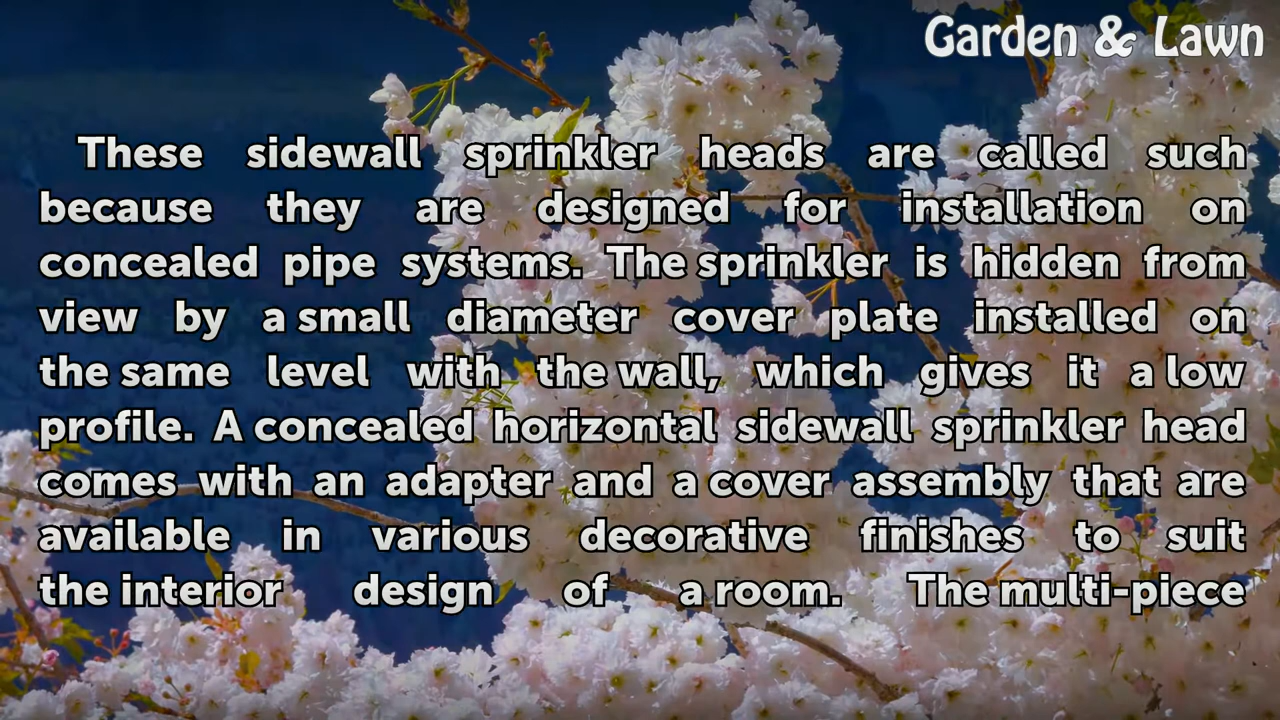 Garden & Lawn
These sidewall sprinkler heads are called such
because they are designed for installation on
concealed pipe systems. The sprinkler is hidden from
view by a small diameter cover plate installed on
the same level with the wall, which gives it a low
profile. A concealed horizontal sidewall sprinkler head
comes with an adapter and a cover assembly that are
available in various decorative finishes to suit
the interior design of a room. The multi-piece